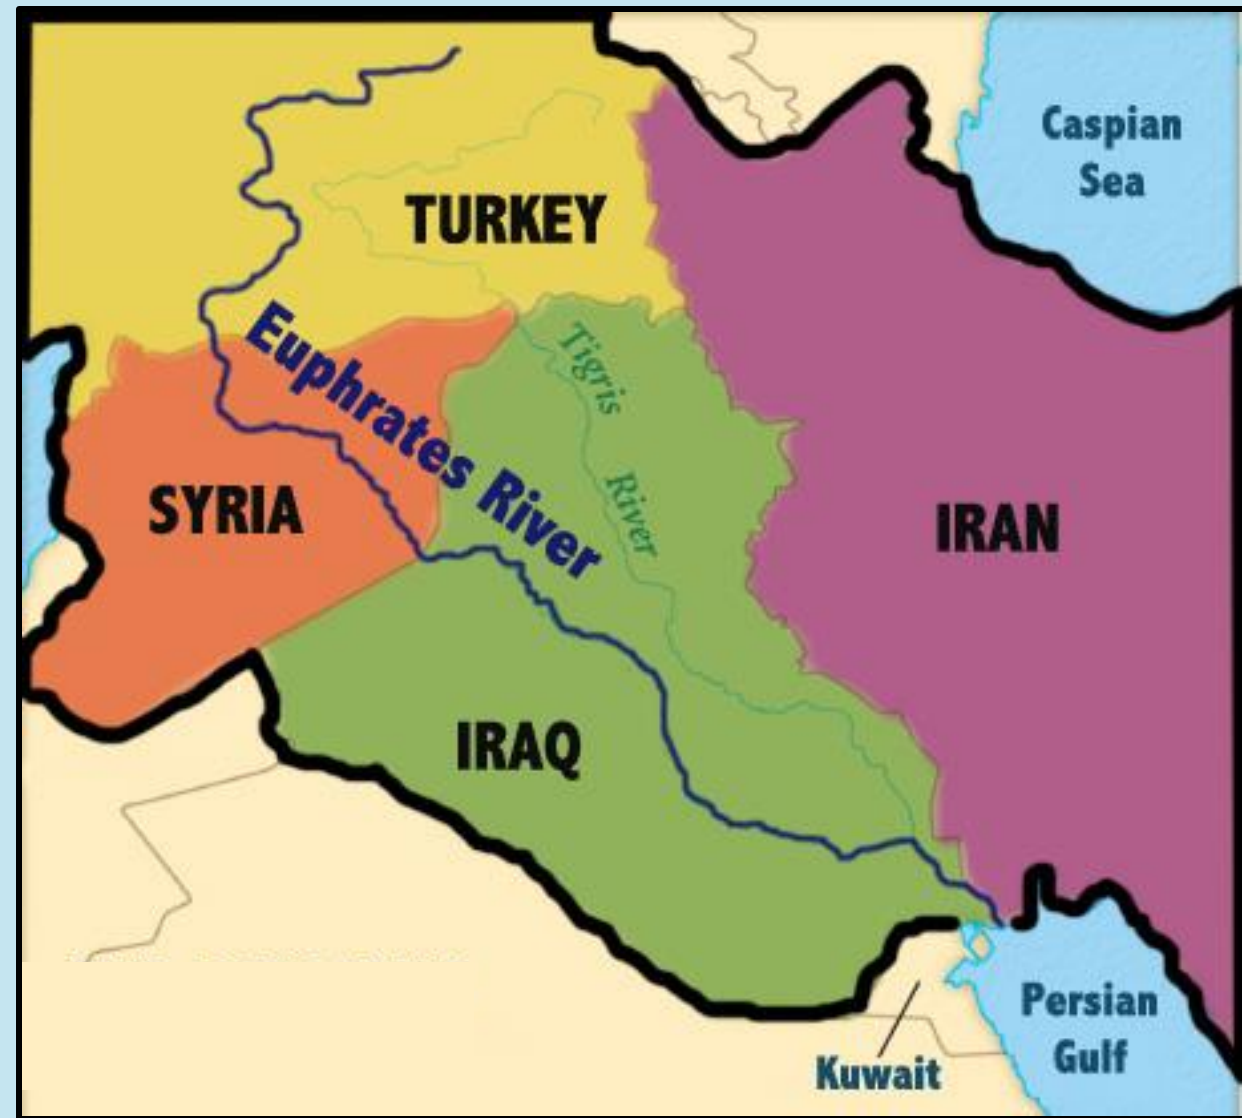 Caspian
Sea
TURKEY
Euphrates River
Tigris
River
SYRIA
IRAN
IRAQ
Persian
Gulf
Kuwait